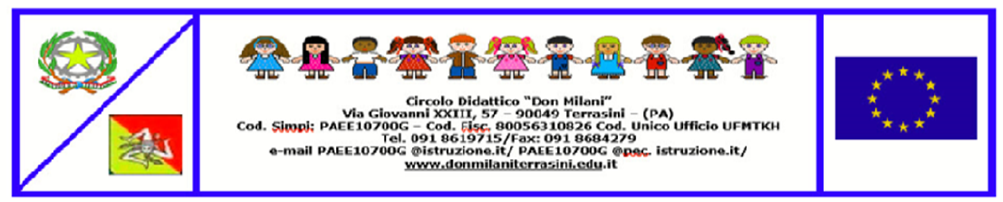 Circolo Didattico “Don Milani”
Via Giovanni XXIII, 57 – 90049 Terrasini – (PA)
Cod. Simpi: PAEE10700G – Cod. Fisc. 80056310826 Cod. Unico Ufficio UFMTKH
Tel. 091 8619715/Fax: 091 8684279
e-mail PAEE10700G @istruzione.it/ PAEE10700G @pec. istruzione.it/
www.donmilaniterrasini.edu.it